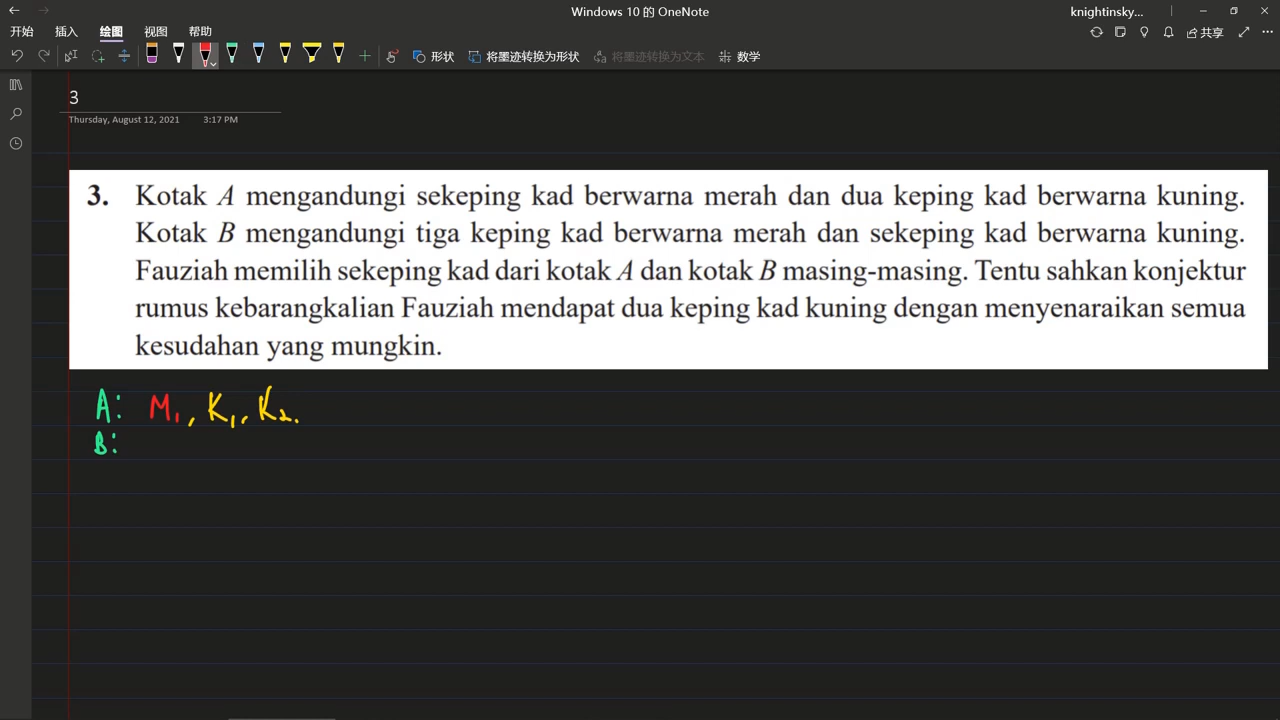 Windows 10 的 OneNote
knightinsky...
开始 插入 绘图 视图 帮助
共享
形状 将墨迹转换为形状 将墨迹转换为文本 数学
3
Thursday, August 12, 2021 3:17 PM
3. Kotak A mengandungi sekeping kad berwarna merah dan dua keping kad berwarna kuning.
Kotak B mengandungi tiga keping kad berwarna merah dan sekeping kad berwarna kuning.
Fauziah memilih sekeping kad dari kotak A dan kotak B masing-masing. Tentu sahkan konjektur
rumus kebarangkalian Fauziah mendapat dua keping kad kuning dengan menyenaraikan semua
kesudahan yang mungkin.
A: M₁, K₁, K₂.
B: